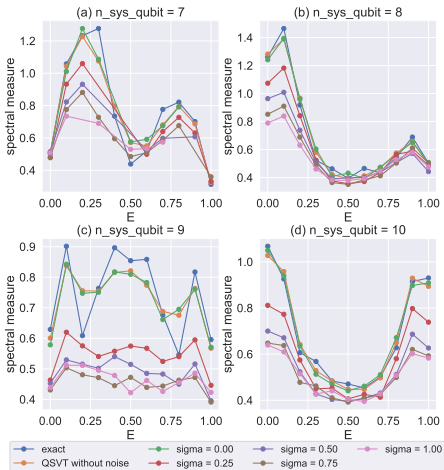 (a) n_sys_qubit = 7
(b) n_sys_qubit = 8
spectral measure
1.2
1.0
0.8
0.6
0.4
0.00 0.25 0.50 0.75 1.00
E
spectral measure
1.4
1.2
1.0
0.8
0.6
0.4
0.00 0.25 0.50 0.75 1.00
E
(c) n_sys_qubit = 9
(d) n_sys_qubit = 10
spectral measure
0.9
0.8
0.7
0.6
0.5
0.4
0.00 0.25 0.50 0.75 1.00
E
spectral measure
1.0
0.8
0.6
0.4
0.00 0.25 0.50 0.75 1.00
E
exact
QSVT without noise
sigma = 0.00
sigma = 0.25
sigma = 0.50
sigma = 0.75
sigma = 1.00